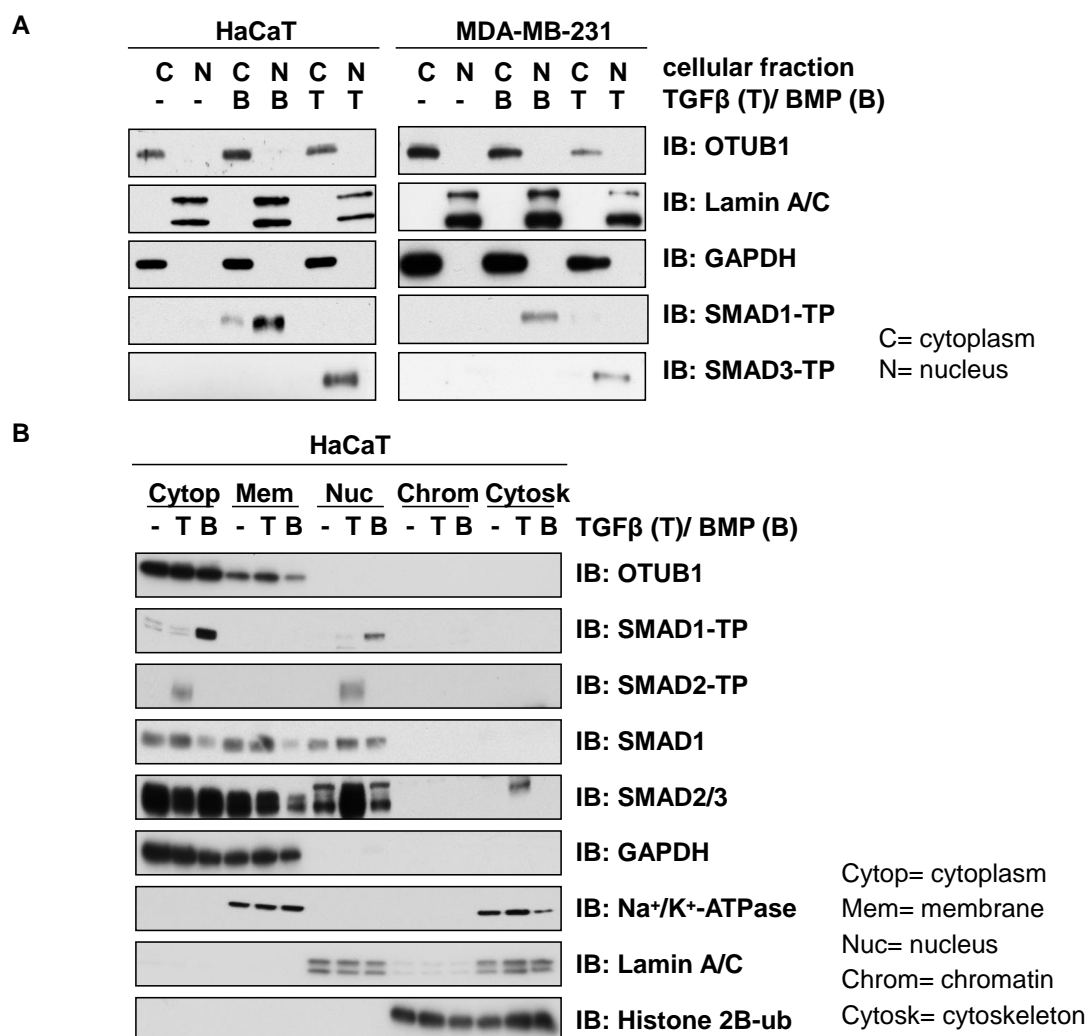 A
HaCaT MDA-MB-231
C N C N C N C N C N C N cellular fraction
- - B B T T - - B B T T TGFβ (T)/ BMP (B)
IB: OTUB1
IB: Lamin A/C
IB: GAPDH
IB: SMAD1-TP
C= cytoplasm
IB: SMAD3-TP N= nucleus
B
HaCaT
Cytop Mem Nuc Chrom Cytosk
- T B - T B - T B - T B - T B TGFβ (T)/ BMP (B)
IB: OTUB1
IB: SMAD1-TP
IB: SMAD2-TP
IB: SMAD1
IB: SMAD2/3
IB: GAPDH
Cytop= cytoplasm
IB: Na⁺/K⁺-ATPase Mem= membrane
Nuc= nucleus
IB: Lamin A/C
Chrom= chromatin
IB: Histone 2B-ub Cytosk= cytoskeleton